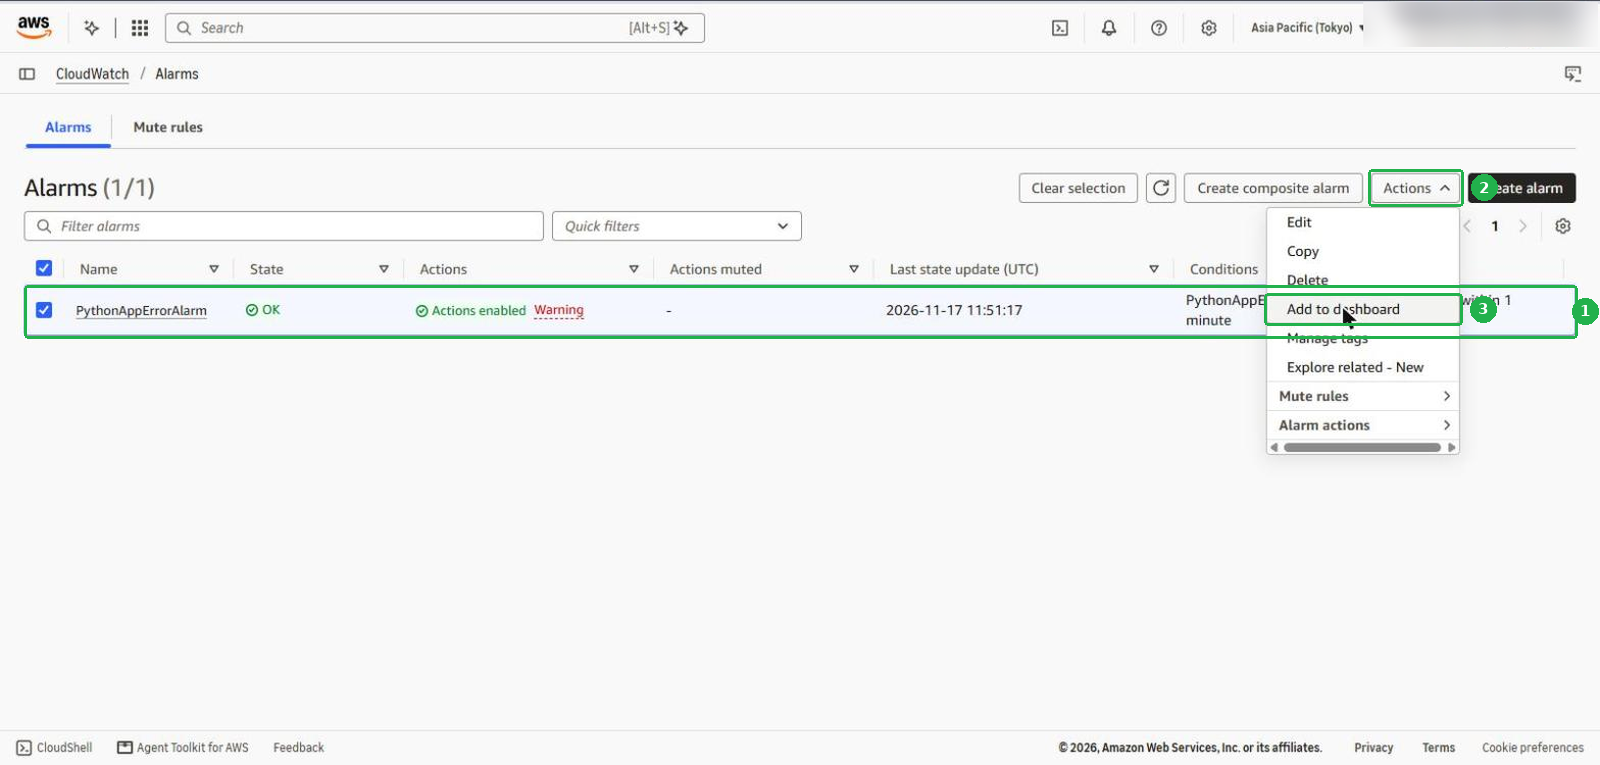 aws
Search [Alt+S]
Asia Pacific (Tokyo)
CloudWatch / Alarms
Alarms Mute rules
Alarms (1/1)
Clear selection Create composite alarm Actions 2 eate alarm
Filter alarms Quick filters 1
Name State Actions Actions muted Last state update (UTC) Conditions
PythonAppErrorAlarm OK Actions enabled Warning - 2026-11-17 11:51:17 PythonAppE within 1
minute
1
Edit
Copy
Delete
Add to dashboard 3
Manage tags
Explore related - New
Mute rules
Alarm actions
CloudShell Agent Toolkit for AWS Feedback © 2026, Amazon Web Services, Inc. or its affiliates. Privacy Terms Cookie preferences